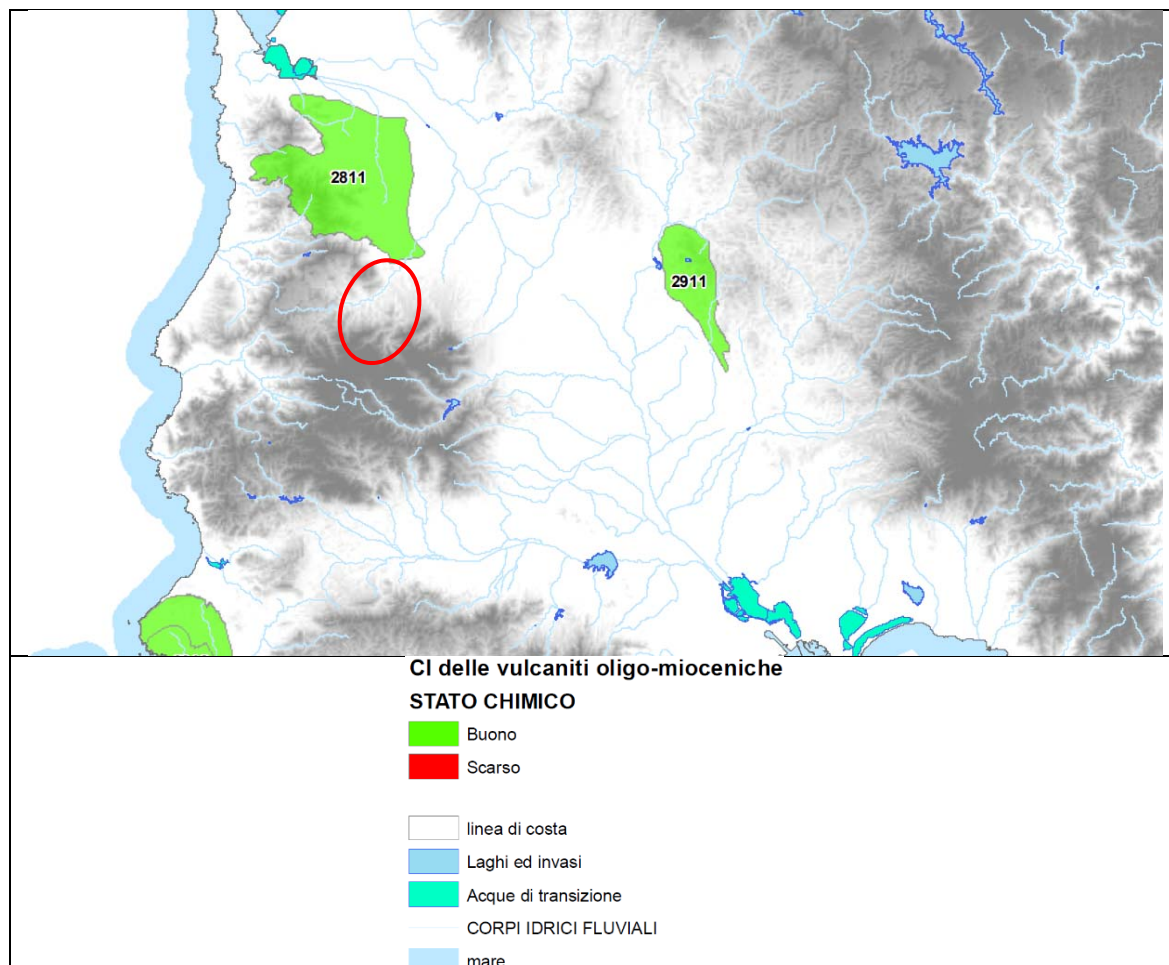 2811
2911
CI delle vulcaniti oligo-mioceniche
STATO CHIMICO
Buono
Scarso
linea di costa
Laghi ed invasi
Acque di transizione
CORPI IDRICI FLUVIALI
mare